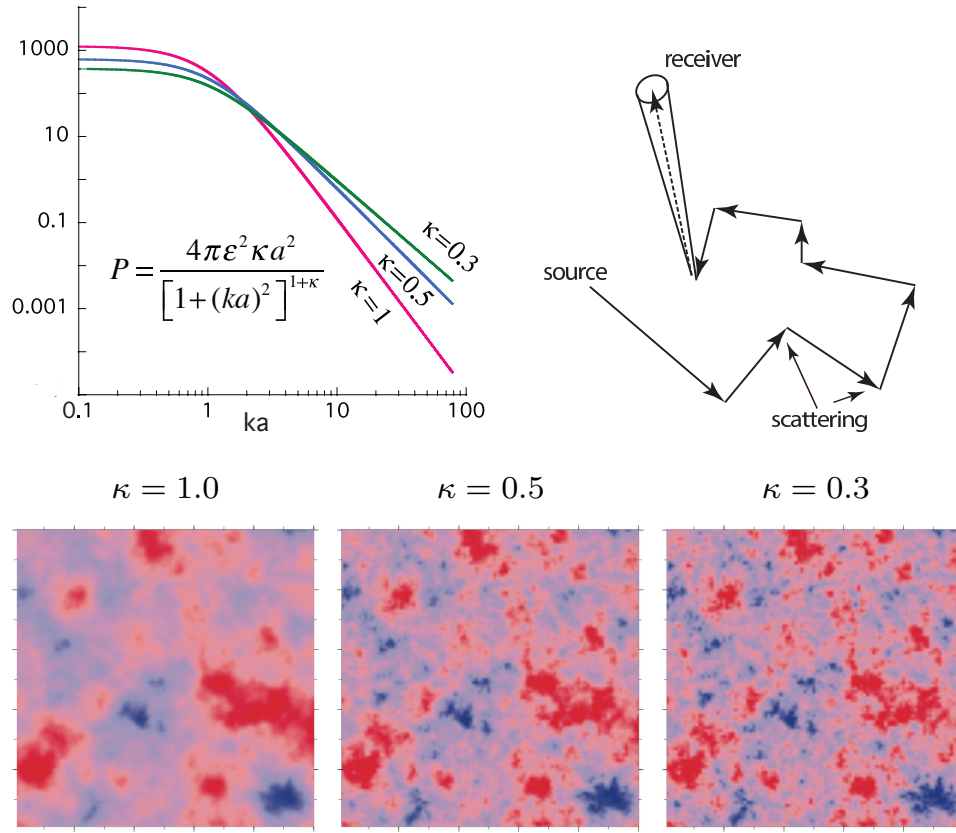 1000
10
0.1
0.001
0.1 1 10 100
ka
P = 4πε²κa² / [1+(ka)²]^{1+κ}
κ=0.3
κ=0.5
κ=1
receiver
source
scattering
κ = 1.0 κ = 0.5 κ = 0.3